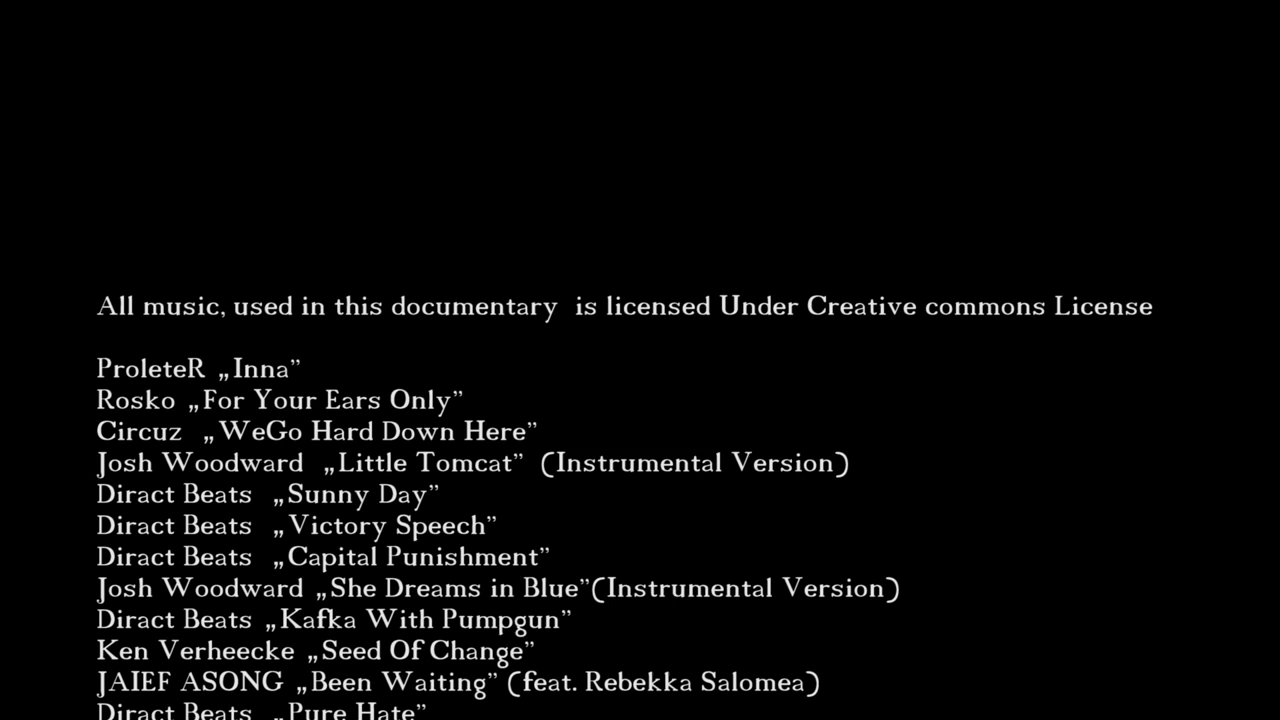 All music, used in this documentary  is licensed Under Creative commons License
ProleteR „Inna”
Rosko „For Your Ears Only”
Circuz  „WeGo Hard Down Here”
Josh Woodward  „Little Tomcat”  (Instrumental Version)
Diract Beats  „Sunny Day”
Diract Beats  „Victory Speech”
Diract Beats  „Capital Punishment”
Josh Woodward „She Dreams in Blue”(Instrumental Version)
Diract Beats „Kafka With Pumpgun”
Ken Verheecke „Seed Of Change”
JAIEF ASONG „Been Waiting” (feat. Rebekka Salomea)
Diract Beats  „Pure Hate”